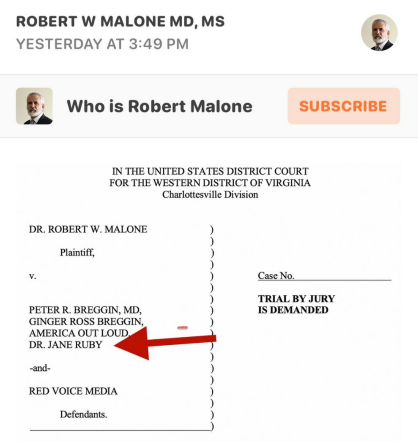 ROBERT W MALONE MD, MS
YESTERDAY AT 3:49 PM
Who is Robert Malone
SUBSCRIBE
IN THE UNITED STATES DISTRICT COURT
FOR THE WESTERN DISTRICT OF VIRGINIA
Charlottesville Division
DR. ROBERT W. MALONE )
)
Plaintiff, )
)
v. ) Case No.
)
) TRIAL BY JURY
PETER R. BREGGIN, MD, ) IS DEMANDED
GINGER ROSS BREGGIN, )
AMERICA OUT LOUD )
DR. JANE RUBY )
)
-and- )
)
RED VOICE MEDIA )
)
Defendants. )
)